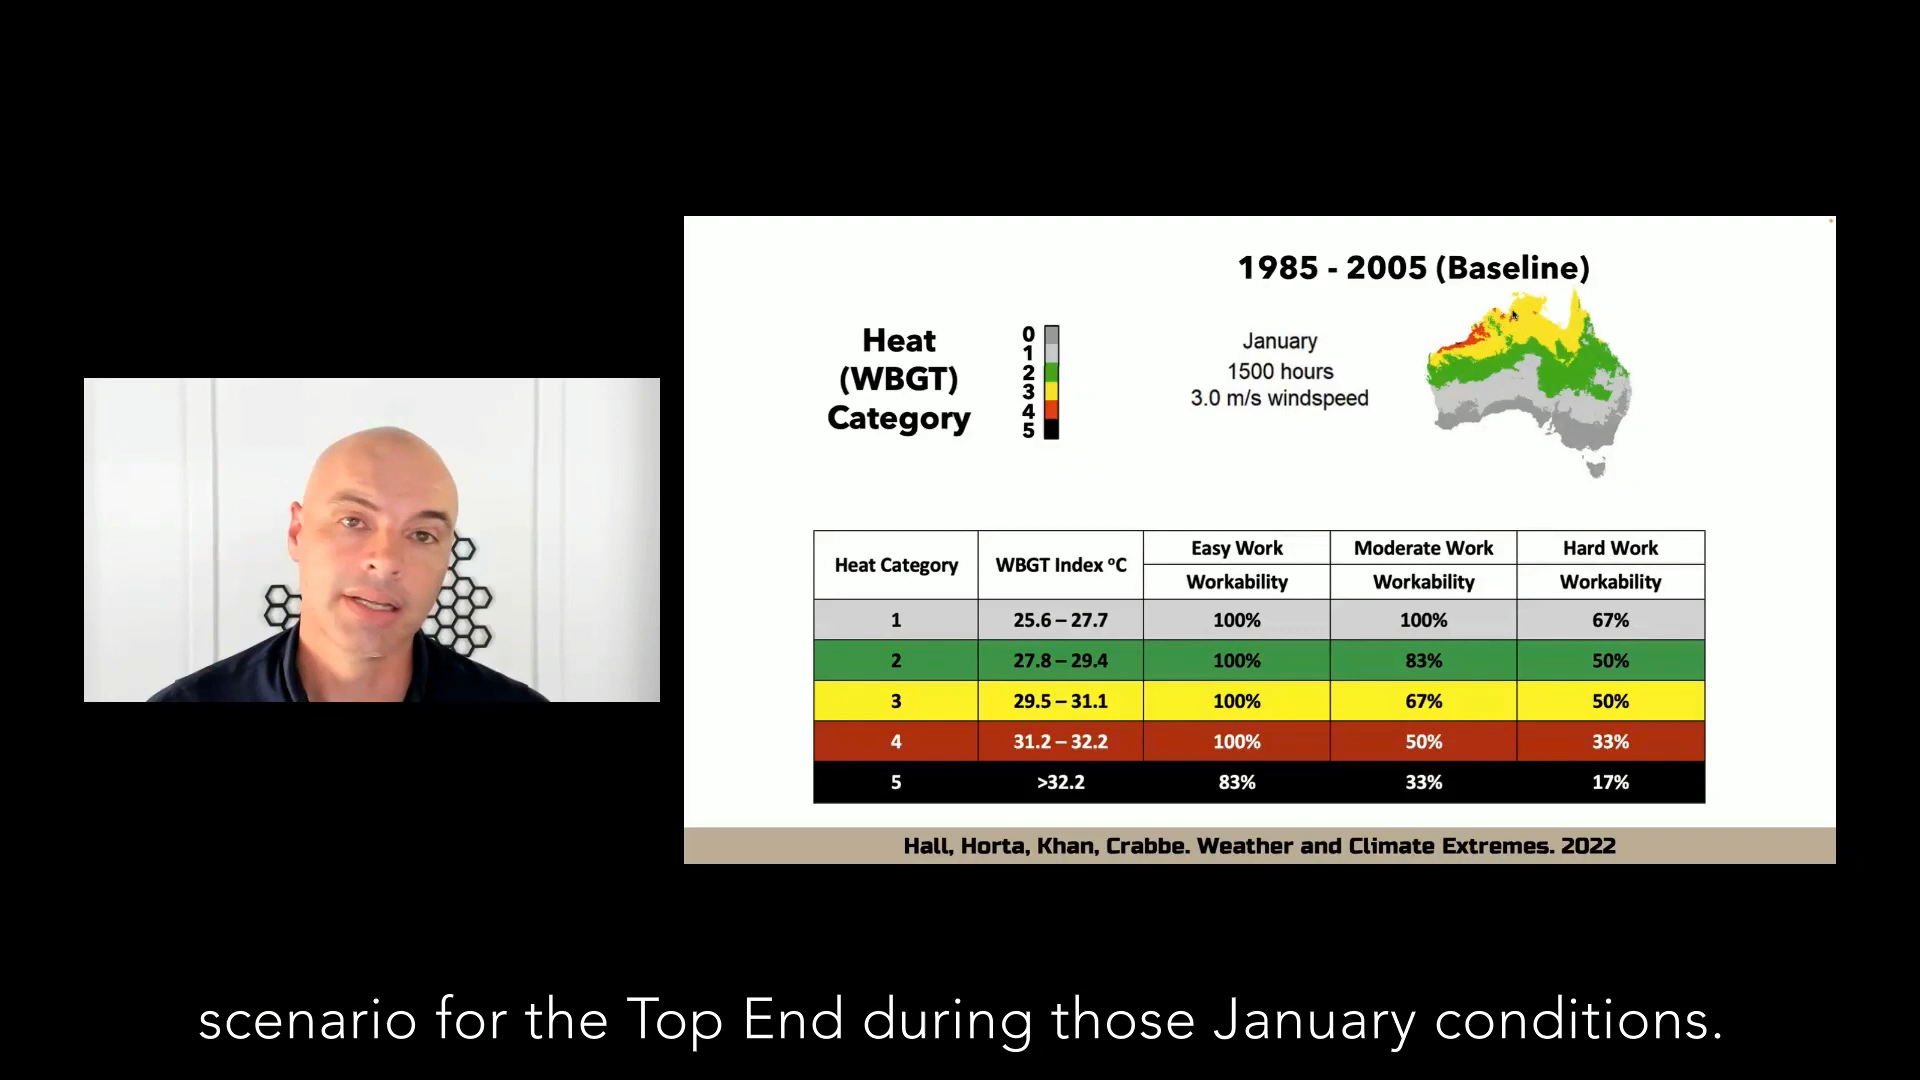 1985 - 2005 (Baseline)
Heat
(WBGT)
Category
0
1
2
3
4
5
January
1500 hours
3.0 m/s windspeed
Heat Category WBGT Index ºC Easy Work Moderate Work Hard Work
Workability Workability Workability
1 25.6 – 27.7 100% 100% 67%
2 27.8 – 29.4 100% 83% 50%
3 29.5 – 31.1 100% 67% 50%
4 31.2 – 32.2 100% 50% 33%
5 >32.2 83% 33% 17%
Hall, Horta, Khan, Crabbe. Weather and Climate Extremes. 2022
scenario for the Top End during those January conditions.